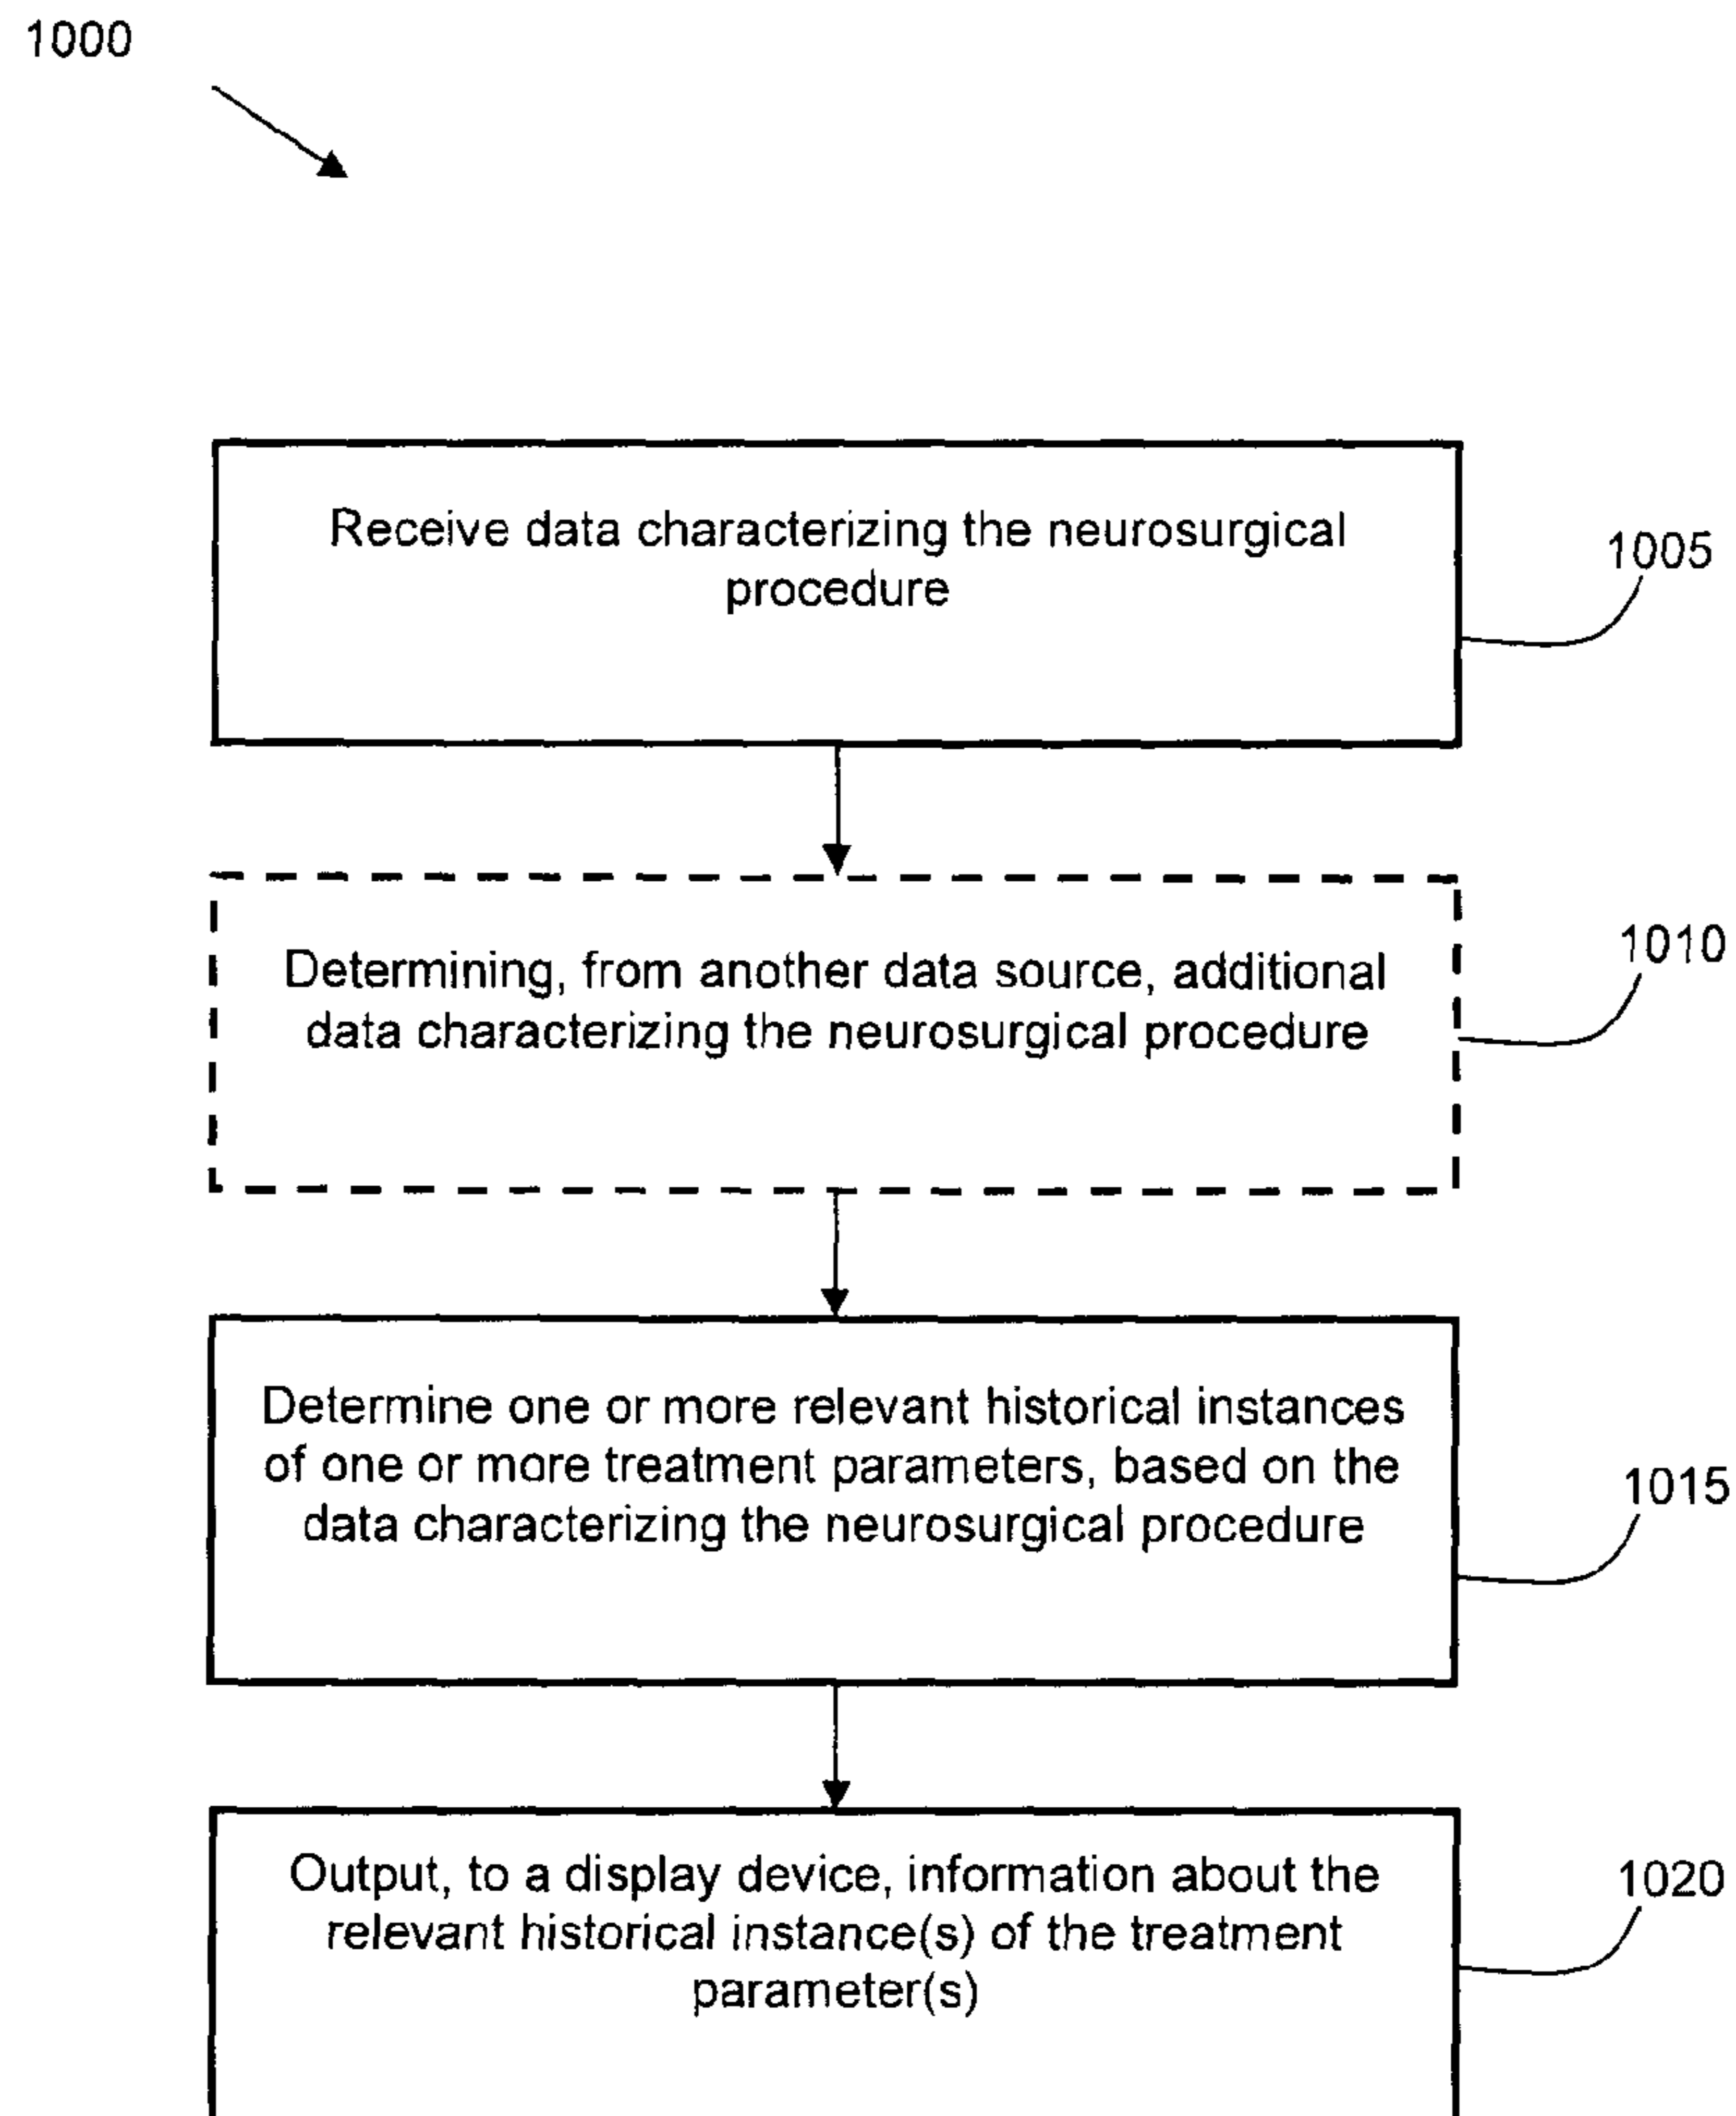 1000
Receive data characterizing the neurosurgical
procedure
1005
Determining, from another data source, additional
data characterizing the neurosurgical procedure
1010
Determine one or more relevant historical instances
of one or more treatment parameters, based on the
data characterizing the neurosurgical procedure
1015
Output, to a display device, information about the
relevant historical instance(s) of the treatment
parameter(s)
1020